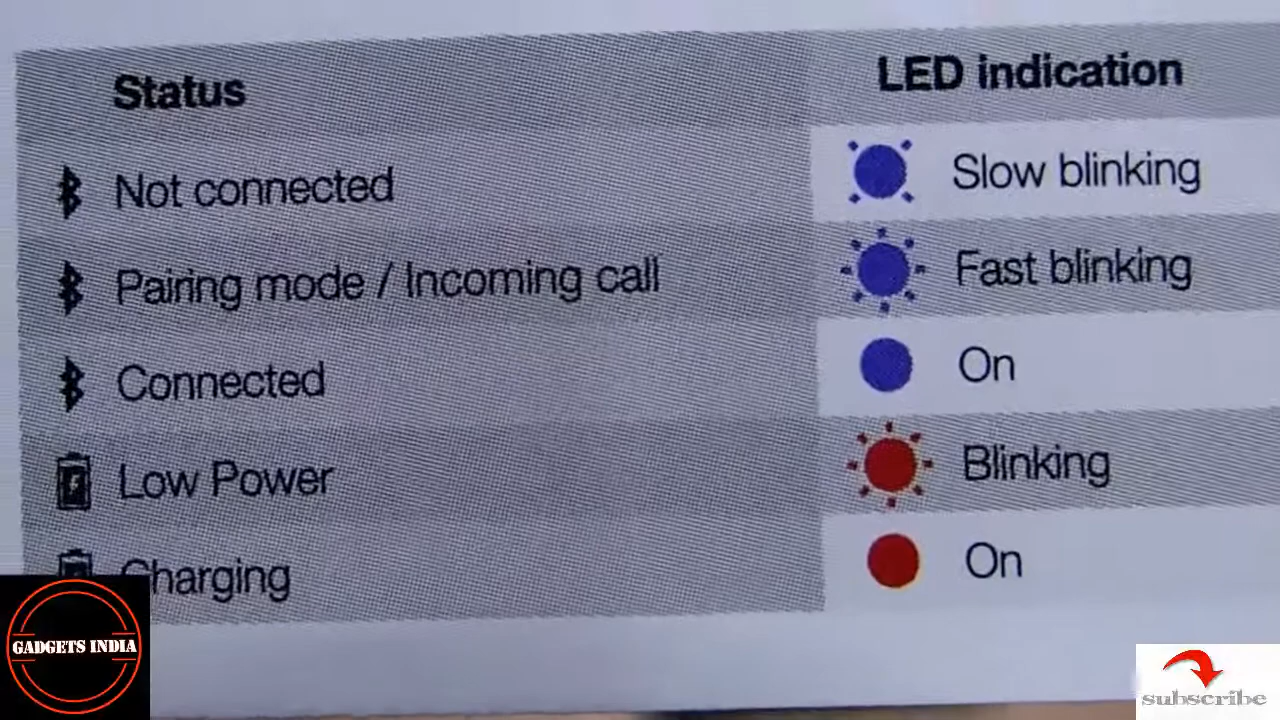 Status LED indication
Not connected Slow blinking
Pairing mode / Incoming call Fast blinking
Connected On
Low Power Blinking
Charging On
GADGETS INDIA
subscribe